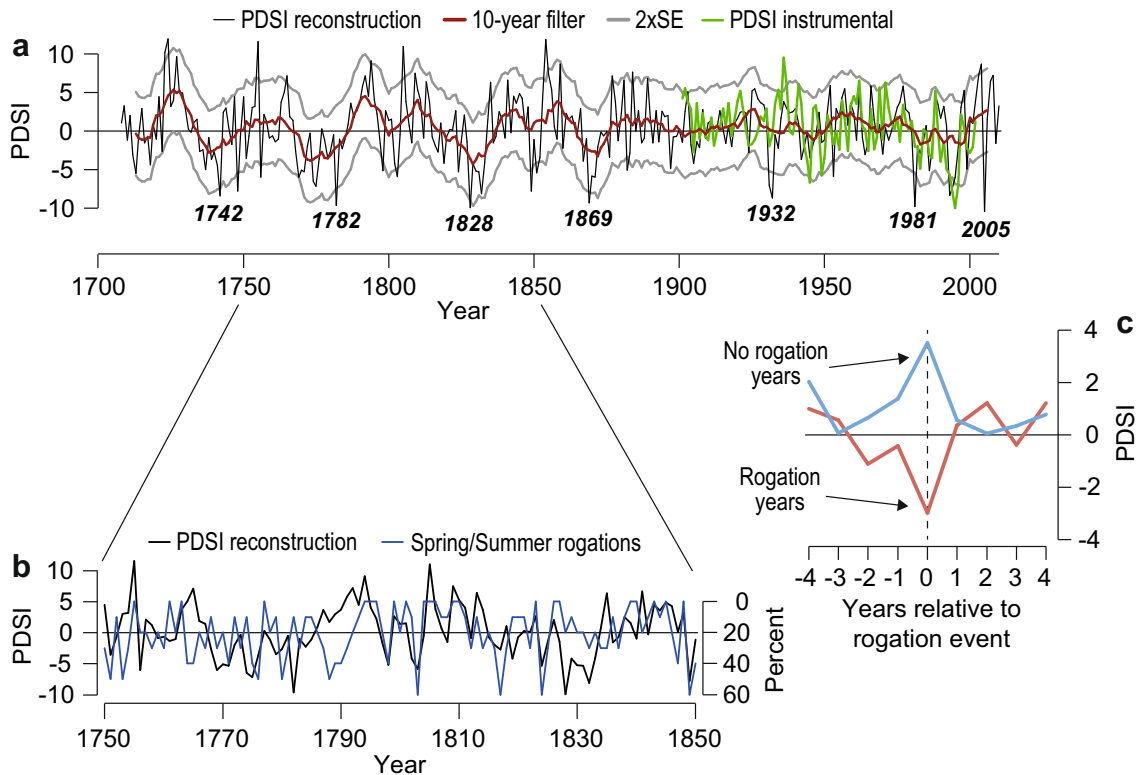 PDSI reconstruction 10-year filter 2xSE PDSI instrumental
a
10
5
0
-5
-10
PDSI
1742 1782 1828 1869 1932 1981 2005
1700 1750 1800 1850 1900 1950 2000
Year
c
No rogation
years
Rogation
years
4
2
0
-2
-4
PDSI
-4 -3 -2 -1 0 1 2 3 4
Years relative to
rogation event
b
PDSI reconstruction Spring/Summer rogations
10
5
0
-5
-10
PDSI
0
20
40
60
Percent
1750 1770 1790 1810 1830 1850
Year